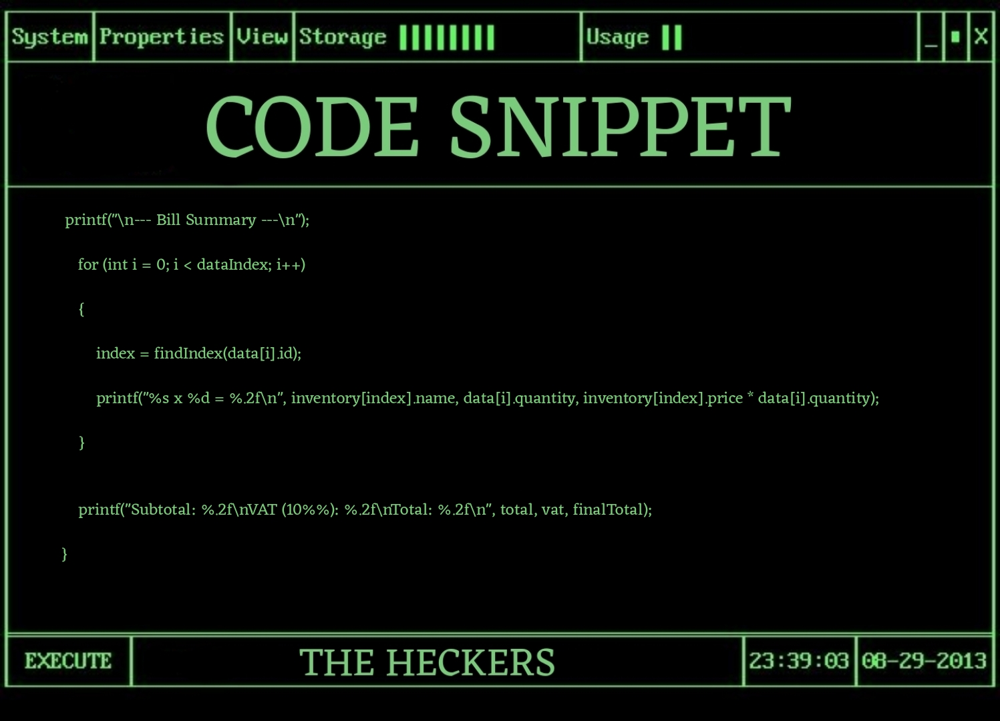 System Properties View Storage Usage _ ▪ X
CODE SNIPPET
printf("\n--- Bill Summary ---\n");
for (int i = 0; i < dataIndex; i++)
{
index = findIndex(data[i].id);
printf("%s x %d = %.2f\n", inventory[index].name, data[i].quantity, inventory[index].price * data[i].quantity);
}
printf("Subtotal: %.2f\nVAT (10%%): %.2f\nTotal: %.2f\n", total, vat, finalTotal);
}
EXECUTE THE HECKERS 23:39:03 08-29-2013